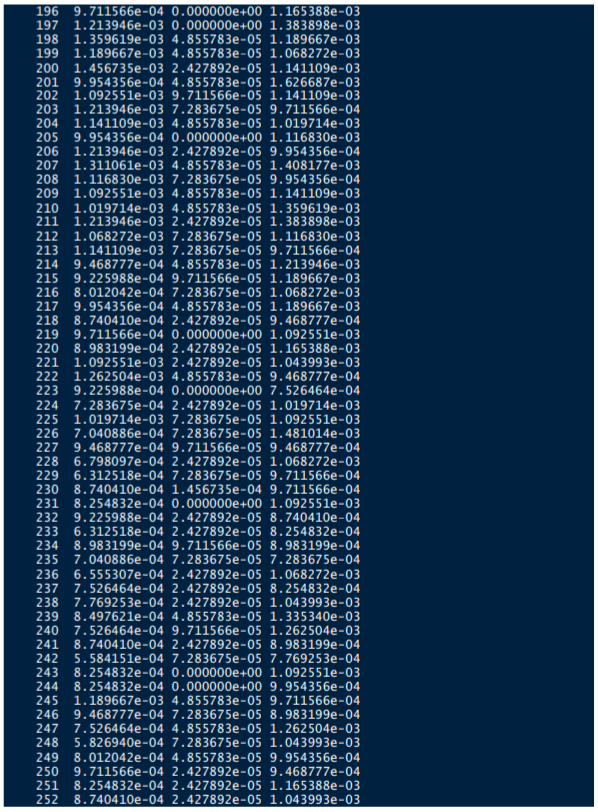 196 9.711566e-04 0.000000e+00 1.165388e-03
197 1.213946e-03 0.000000e+00 1.383898e-03
198 1.359619e-03 4.855783e-05 1.189667e-03
199 1.189667e-03 4.855783e-05 1.068272e-03
200 1.456735e-03 2.427892e-05 1.141109e-03
201 9.954356e-04 4.855783e-05 1.626687e-03
202 1.092551e-03 9.711566e-05 1.141109e-03
203 1.213946e-03 7.283675e-05 9.711566e-04
204 1.141109e-03 4.855783e-05 1.019714e-03
205 9.954356e-04 0.000000e+00 1.116830e-03
206 1.213946e-03 2.427892e-05 9.954356e-04
207 1.311061e-03 4.855783e-05 1.408177e-03
208 1.116830e-03 7.283675e-05 9.954356e-04
209 1.092551e-03 4.855783e-05 1.141109e-03
210 1.019714e-03 4.855783e-05 1.359619e-03
211 1.213946e-03 2.427892e-05 1.383898e-03
212 1.068272e-03 7.283675e-05 1.116830e-03
213 1.141109e-03 7.283675e-05 9.711566e-04
214 9.468777e-04 4.855783e-05 1.213946e-03
215 9.225988e-04 9.711566e-05 1.189667e-03
216 8.012042e-04 7.283675e-05 1.068272e-03
217 9.954356e-04 4.855783e-05 1.189667e-03
218 8.740410e-04 2.427892e-05 9.468777e-04
219 9.711566e-04 0.000000e+00 1.092551e-03
220 8.983199e-04 2.427892e-05 1.165388e-03
221 1.092551e-03 2.427892e-05 1.043993e-03
222 1.262504e-03 4.855783e-05 9.468777e-04
223 9.225988e-04 0.000000e+00 7.526464e-04
224 7.283675e-04 2.427892e-05 1.019714e-03
225 1.019714e-03 7.283675e-05 1.092551e-03
226 7.040886e-04 7.283675e-05 1.481014e-03
227 9.468777e-04 9.711566e-05 9.468777e-04
228 6.798097e-04 2.427892e-05 1.068272e-03
229 6.312518e-04 7.283675e-05 9.711566e-04
230 8.740410e-04 1.456735e-04 9.711566e-04
231 8.254832e-04 0.000000e+00 1.092551e-03
232 9.225988e-04 2.427892e-05 8.740410e-04
233 6.312518e-04 2.427892e-05 8.254832e-04
234 8.983199e-04 9.711566e-05 8.983199e-04
235 7.040886e-04 7.283675e-05 7.283675e-04
236 6.555307e-04 2.427892e-05 1.068272e-03
237 7.526464e-04 2.427892e-05 8.254832e-04
238 7.769253e-04 2.427892e-05 1.043993e-03
239 8.497621e-04 4.855783e-05 1.335340e-03
240 7.526464e-04 9.711566e-05 1.262504e-03
241 8.740410e-04 2.427892e-05 8.983199e-04
242 5.584151e-04 7.283675e-05 7.769253e-04
243 8.254832e-04 0.000000e+00 1.092551e-03
244 8.254832e-04 0.000000e+00 9.954356e-04
245 1.189667e-03 4.855783e-05 9.711566e-04
246 9.468777e-04 7.283675e-05 8.983199e-04
247 7.526464e-04 4.855783e-05 1.262504e-03
248 5.826940e-04 7.283675e-05 1.043993e-03
249 8.012042e-04 4.855783e-05 9.954356e-04
250 9.711566e-04 2.427892e-05 9.468777e-04
251 8.254832e-04 2.427892e-05 1.165388e-03
252 8.740410e-04 2.427892e-05 1.043993e-03